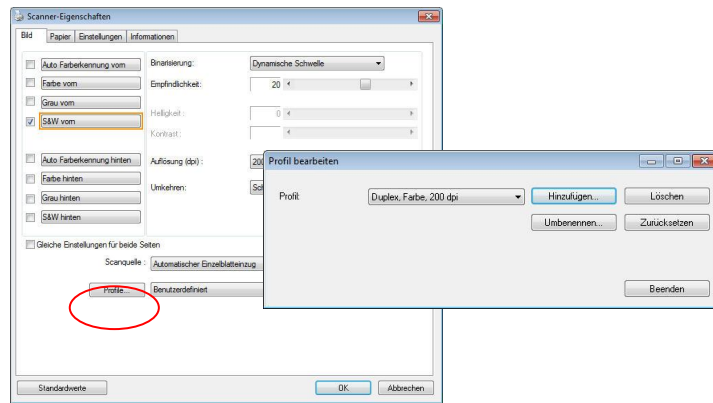 Scanner-Eigenschaften
Bild Papier Einstellungen Informationen
Auto Farberkennung vorn Binarisierung: Dynamische Schwelle
Farbe vorn Empfindlichkeit: 20
Grau vorn
Helligkeit : 0
S&W vorn
Kontrast:
Auto Farberkennung hinten Auflösung (dpi) : 200
Farbe hinten
Umkehren:
Grau hinten
S&W hinten
Gleiche Einstellungen für beide Seiten
Scanquelle : Automatischer Einzelblatteinzug
Profile... Benutzerdefiniert
Standardwerte OK Abbrechen
Profil bearbeiten
Profil: Duplex, Farbe, 200 dpi Hinzufügen... Löschen
Umbenennen... Zurücksetzen
Beenden